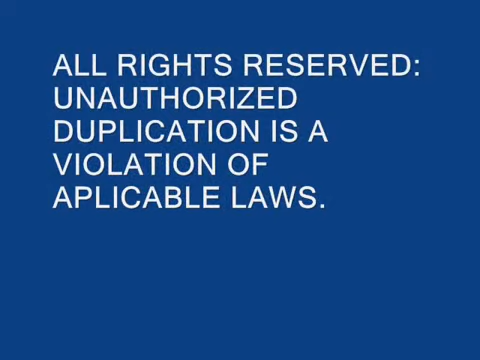 ALL RIGHTS RESERVED:
UNAUTHORIZED
DUPLICATION IS A
VIOLATION OF
APLICABLE LAWS.